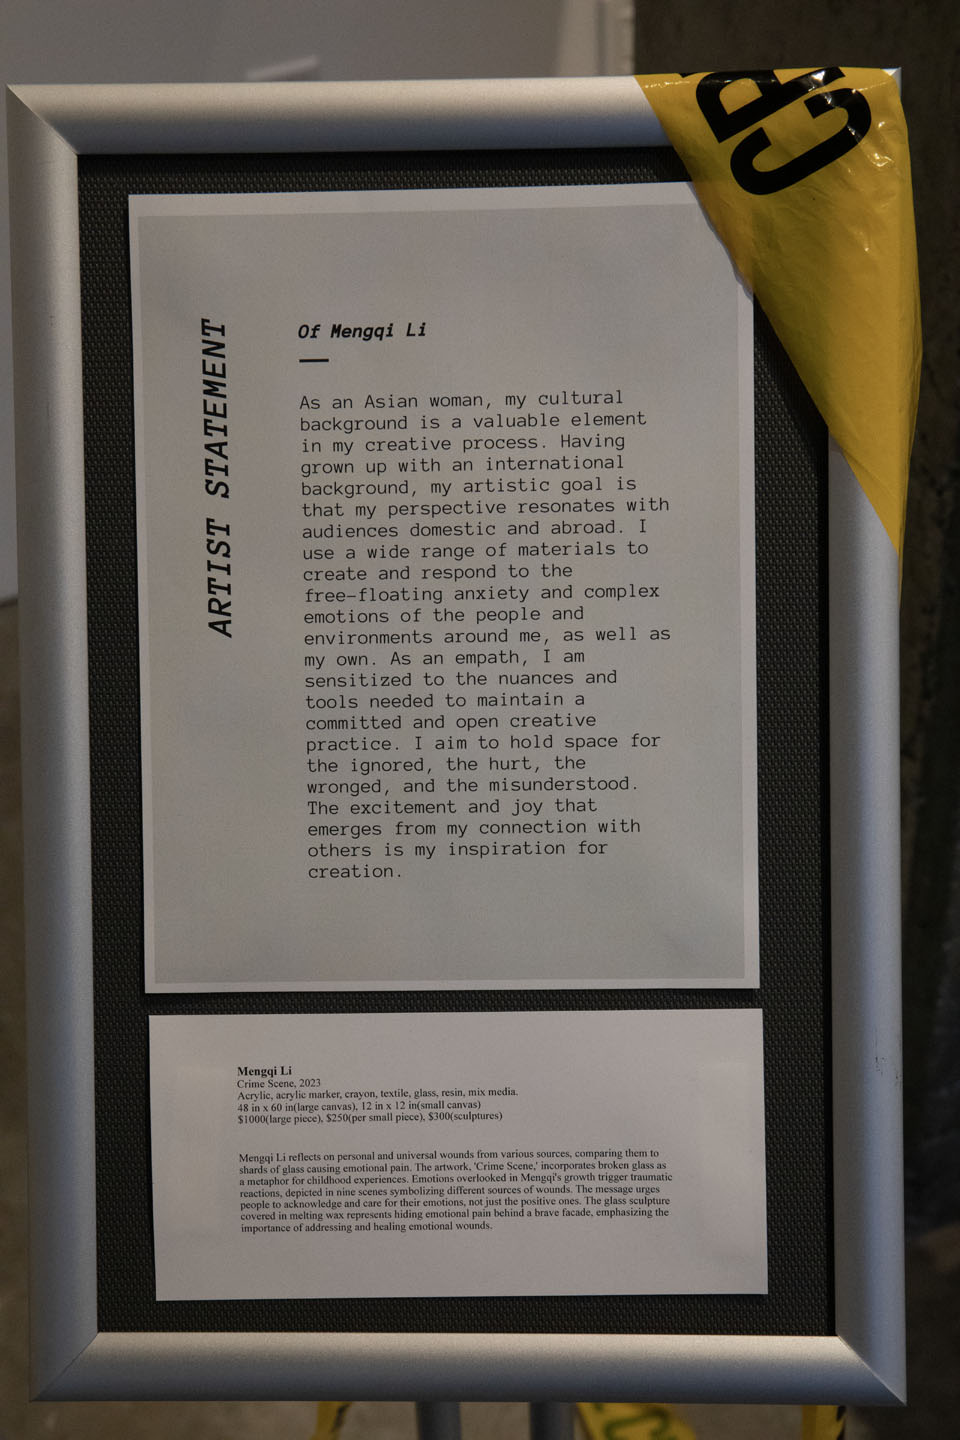 CR
ARTIST STATEMENT
Of Mengqi Li
As an Asian woman, my cultural
background is a valuable element
in my creative process. Having
grown up with an international
background, my artistic goal is
that my perspective resonates with
audiences domestic and abroad. I
use a wide range of materials to
create and respond to the
free-floating anxiety and complex
emotions of the people and
environments around me, as well as
my own. As an empath, I am
sensitized to the nuances and
tools needed to maintain a
committed and open creative
practice. I aim to hold space for
the ignored, the hurt, the
wronged, and the misunderstood.
The excitement and joy that
emerges from my connection with
others is my inspiration for
creation.
Mengqi Li
Crime Scene, 2023
Acrylic, acrylic marker, crayon, textile, glass, resin, mix media.
48 in x 60 in(large canvas), 12 in x 12 in(small canvas)
$1000(large piece), $250(per small piece), $300(sculptures)
Mengqi Li reflects on personal and universal wounds from various sources, comparing them to
shards of glass causing emotional pain. The artwork, 'Crime Scene,' incorporates broken glass as
a metaphor for childhood experiences. Emotions overlooked in Mengqi's growth trigger traumatic
reactions, depicted in nine scenes symbolizing different sources of wounds. The message urges
people to acknowledge and care for their emotions, not just the positive ones. The glass sculpture
covered in melting wax represents hiding emotional pain behind a brave facade, emphasizing the
importance of addressing and healing emotional wounds.